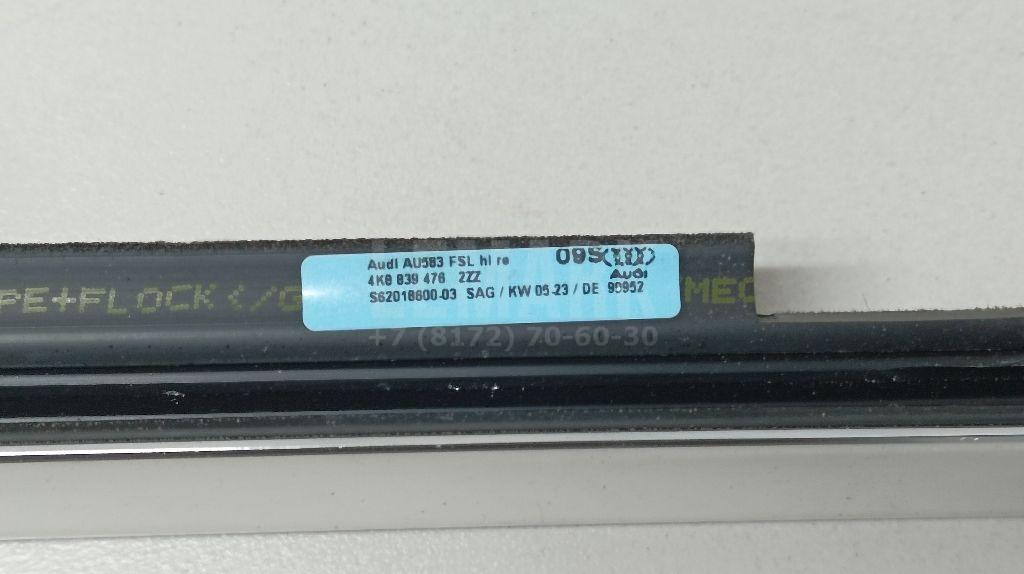 Audi AU583 FSL hl re 09S
4K8 839 476 2ZZ Audi
S62018600-03 SAG / KW 05-23 / DE 90952
PE+FLOCK</G
MEC
+7 (8172) 70-60-30